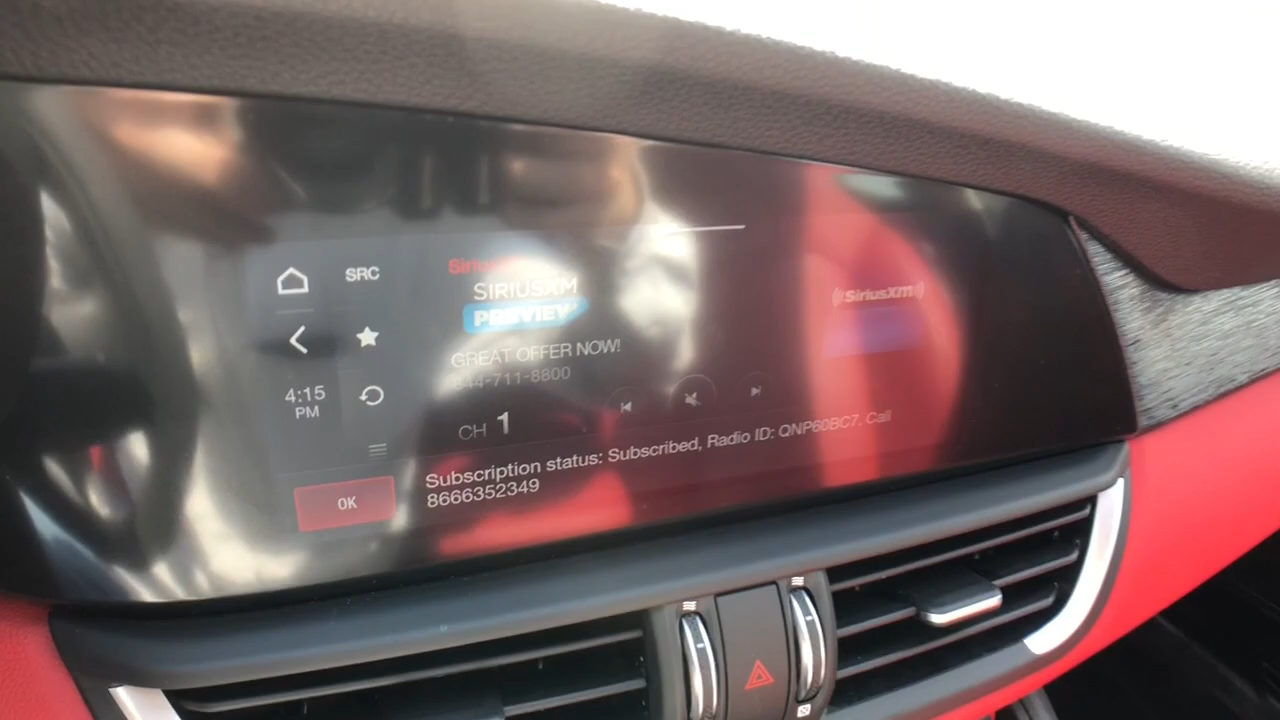 SRC
SiriusXM
SIRIUSXM
PREVIEW
GREAT OFFER NOW!
844-711-8800
4:15
PM
CH 1
SiriusXM
Subscription status: Subscribed, Radio ID: QNP60BC7. Call
8666352349
OK